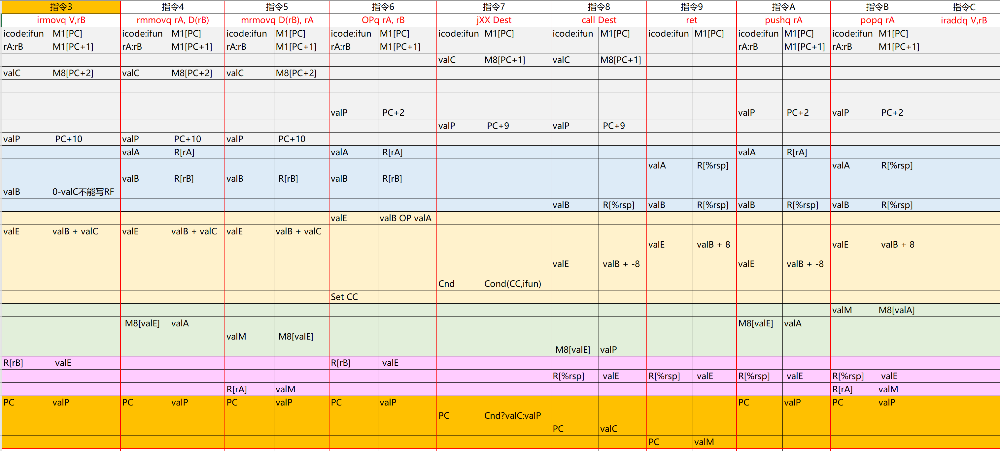 指令3 指令4 指令5 指令6 指令7 指令8 指令9 指令A 指令B 指令C
irmovq V,rB rmmovq rA, D(rB) mrmovq D(rB), rA OPq rA, rB jXX Dest call Dest ret pushq rA popq rA iraddq V,rB
icode:ifun M1[PC] icode:ifun M1[PC] icode:ifun M1[PC] icode:ifun M1[PC] icode:ifun M1[PC] icode:ifun M1[PC] icode:ifun M1[PC] icode:ifun M1[PC] icode:ifun M1[PC]
rA:rB M1[PC+1] rA:rB M1[PC+1] rA:rB M1[PC+1] rA:rB M1[PC+1] rA:rB M1[PC+1] rA:rB M1[PC+1]
valC M8[PC+1] valC M8[PC+1]
valC M8[PC+2] valC M8[PC+2] valC M8[PC+2]
valP PC+2 valP PC+2 valP PC+2
valP PC+9 valP PC+9
valP PC+10 valP PC+10 valP PC+10
valA R[rA] valA R[rA] valA R[rA]
valA R[%rsp] valA R[%rsp]
valB R[rB] valB R[rB] valB R[rB]
valB 0-valC不能写RF
valB R[%rsp] valB R[%rsp] valB R[%rsp] valB R[%rsp]
valE valB OP valA
valE valB + valC valE valB + valC valE valB + valC
valE valB + 8 valE valB + 8
valE valB + -8 valE valB + -8
Cnd Cond(CC,ifun)
Set CC
valM M8[valA]
M8[valE] valA M8[valE] valA
valM M8[valE]
M8[valE] valP
R[rB] valE R[rB] valE
R[%rsp] valE R[%rsp] valE R[%rsp] valE R[%rsp] valE
R[rA] valM R[rA] valM
PC valP PC valP PC valP PC valP PC valP PC valP
PC Cnd?valC:valP
PC valC
PC valM